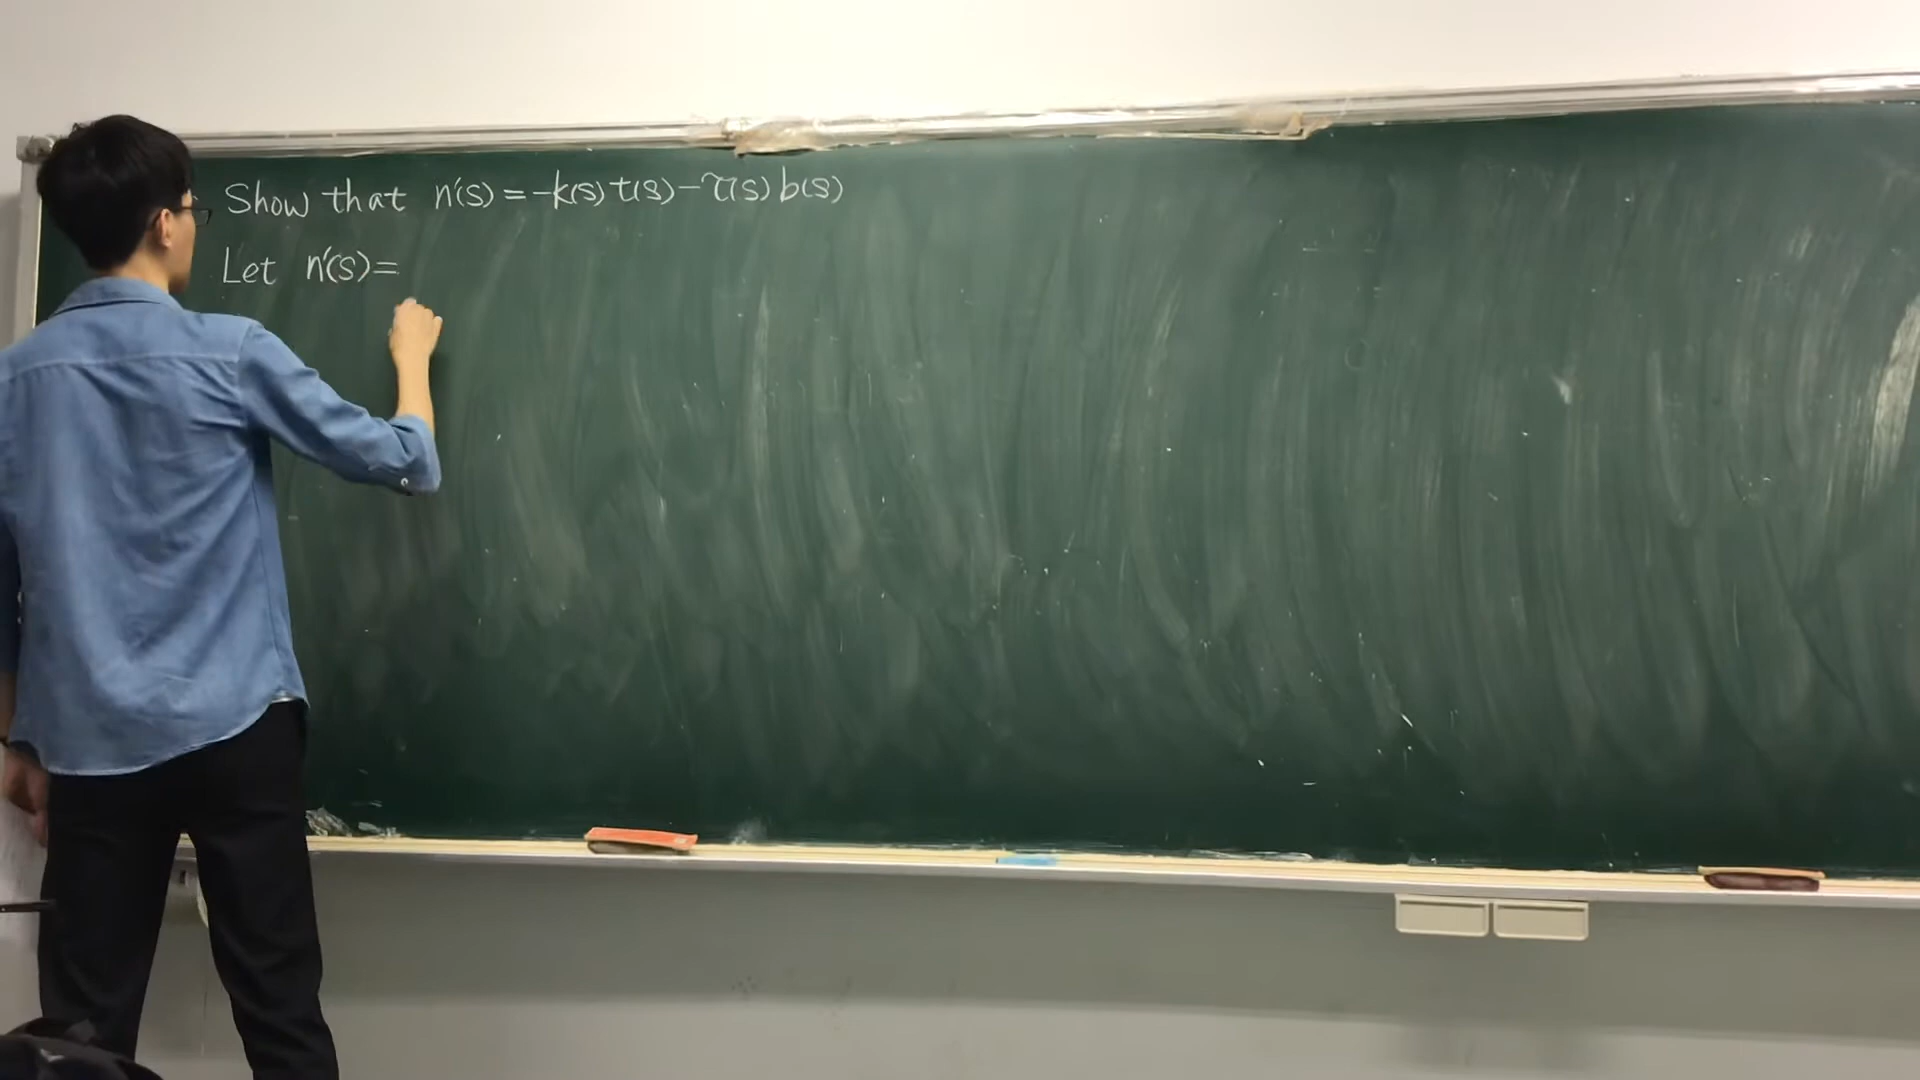 Show that n'(s)=-k(s)t(s)-τ(s)b(s)
Let n'(s)=